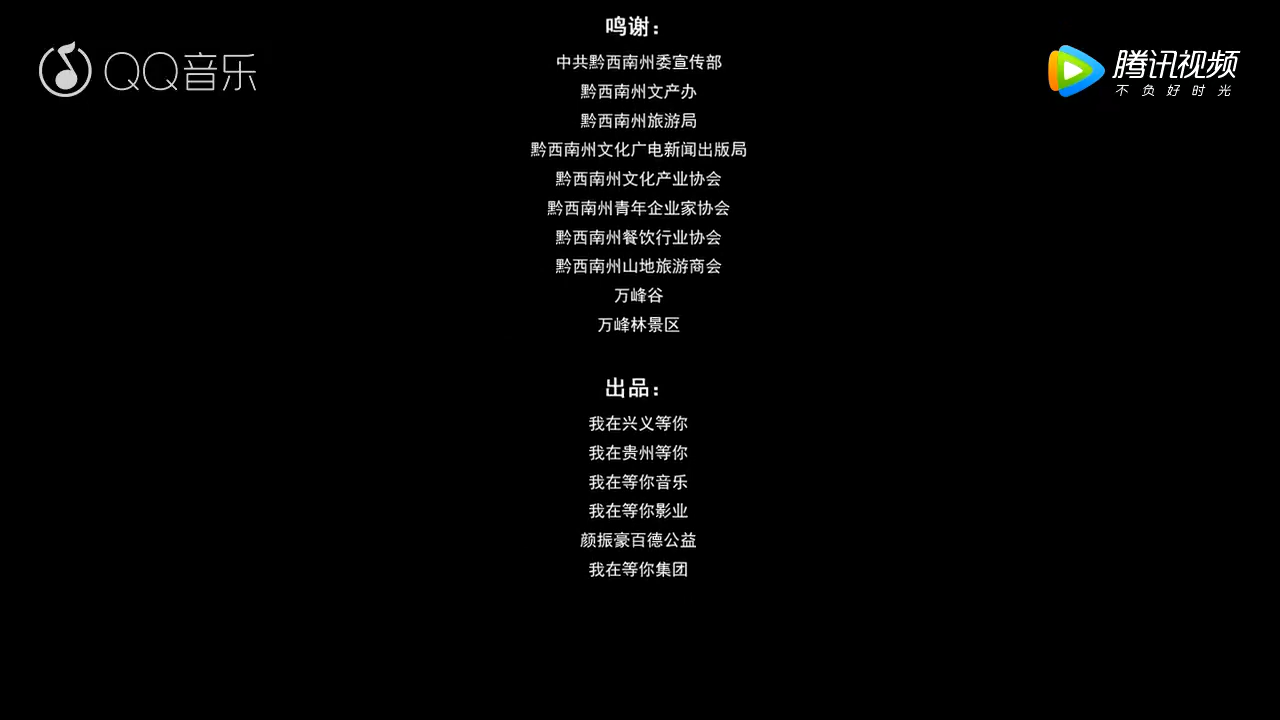 QQ音乐
腾讯视频
不负好时光
鸣谢：
中共黔西南州委宣传部
黔西南州文产办
黔西南州旅游局
黔西南州文化广电新闻出版局
黔西南州文化产业协会
黔西南州青年企业家协会
黔西南州餐饮行业协会
黔西南州山地旅游商会
万峰谷
万峰林景区
出品：
我在兴义等你
我在贵州等你
我在等你音乐
我在等你影业
颜振豪百德公益
我在等你集团